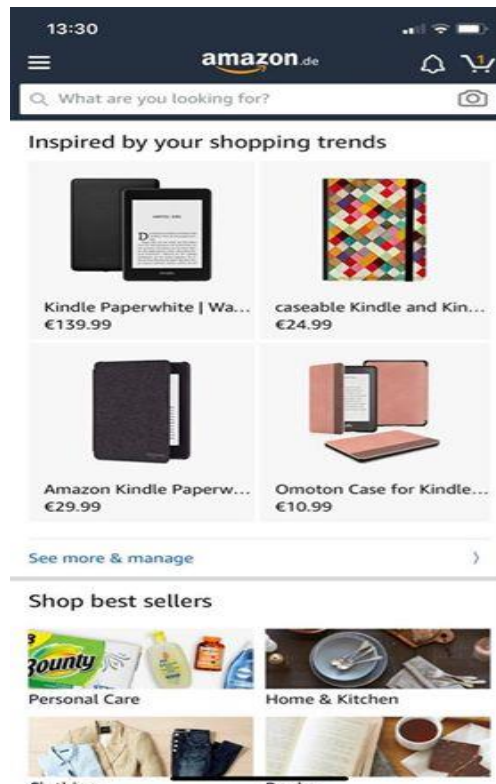 13:30
amazon.de
1
What are you looking for?
Inspired by your shopping trends
Kindle Paperwhite | Wa...
€139.99
caseable Kindle and Kin...
€24.99
Amazon Kindle Paperw...
€29.99
Omoton Case for Kindle...
€10.99
See more & manage
Shop best sellers
Bounty
Personal Care
Home & Kitchen